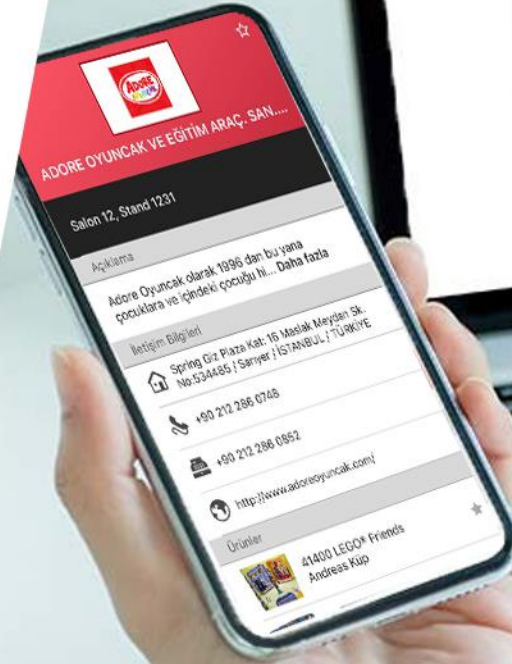 ADORE
ADORE OYUNCAK VE EĞİTİM ARAÇ. SAN....
Salon 12, Stand 1231
Açıklama
Adore Oyuncak olarak 1996 dan bu yana
çocuklara ve içindeki çocuğu hi... Daha fazla
İletişim Bilgileri
Spring Giz Plaza Kat: 16 Maslak Meydan Sk.
No:534485 / Sarıyer / İSTANBUL / TÜRKİYE
+90 212 286 0748
+90 212 286 0852
http://www.adoreoyuncak.com/
Ürünler
41400 LEGO® Friends
Andreas Küp